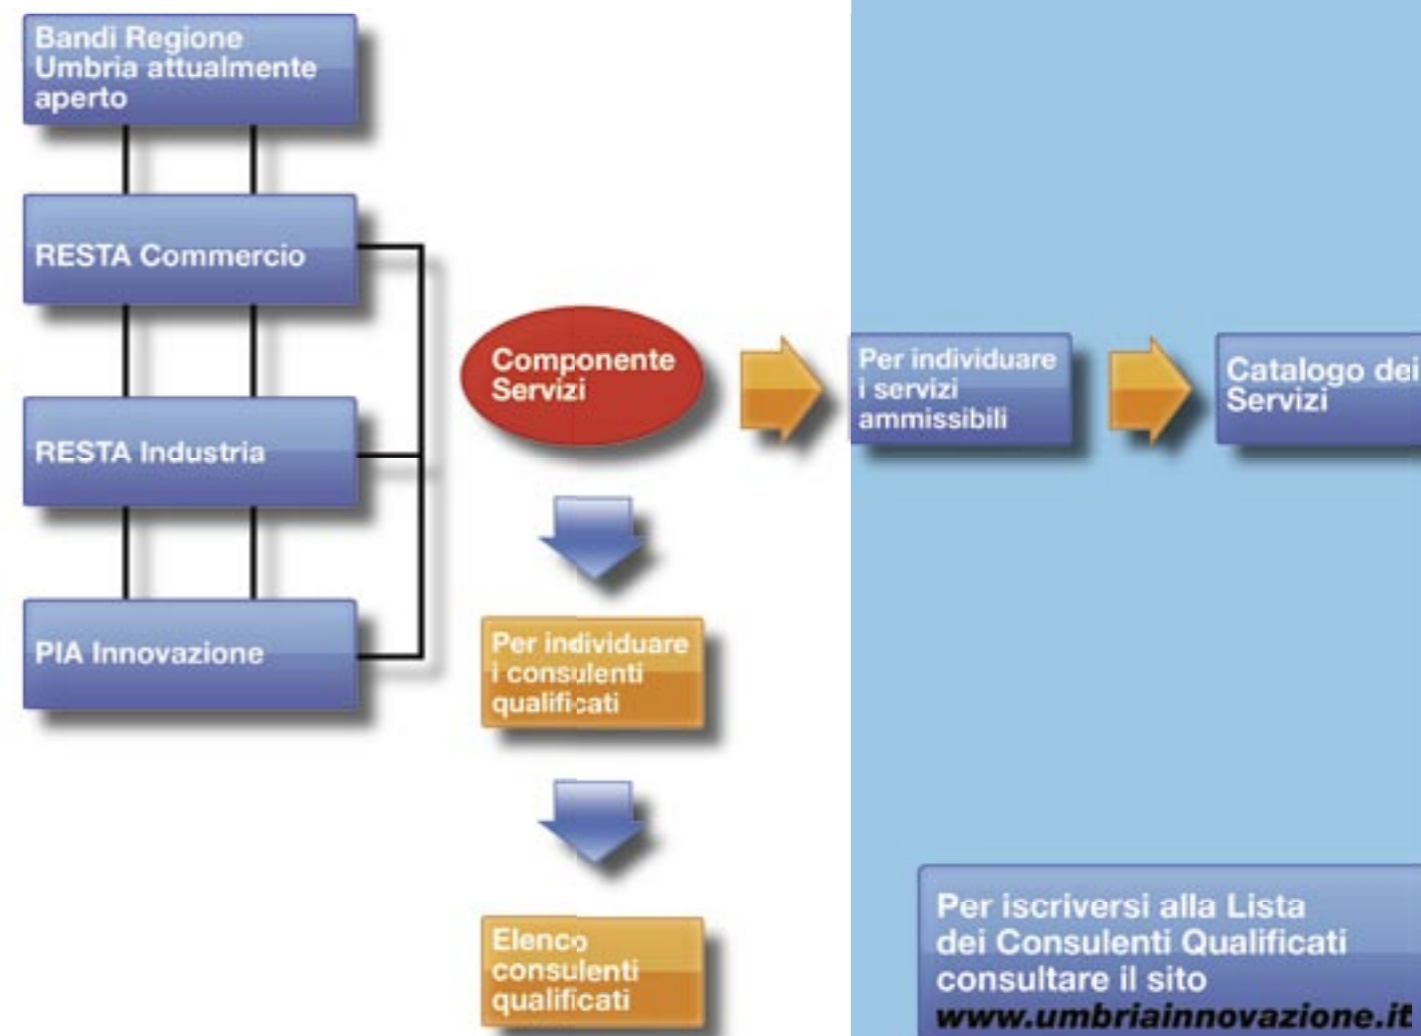 Bandi Regione
Umbria attualmente
aperto
RESTA Commercio
RESTA Industria
PIA Innovazione
Componente
Servizi
Per individuare
i servizi
ammissibili
Catalogo dei
Servizi
Per individuare
i consulenti
qualificati
Elenco
consulenti
qualificati
Per iscriversi alla Lista
dei Consulenti Qualificati
consultare il sito
www.umbriainnovazione.it